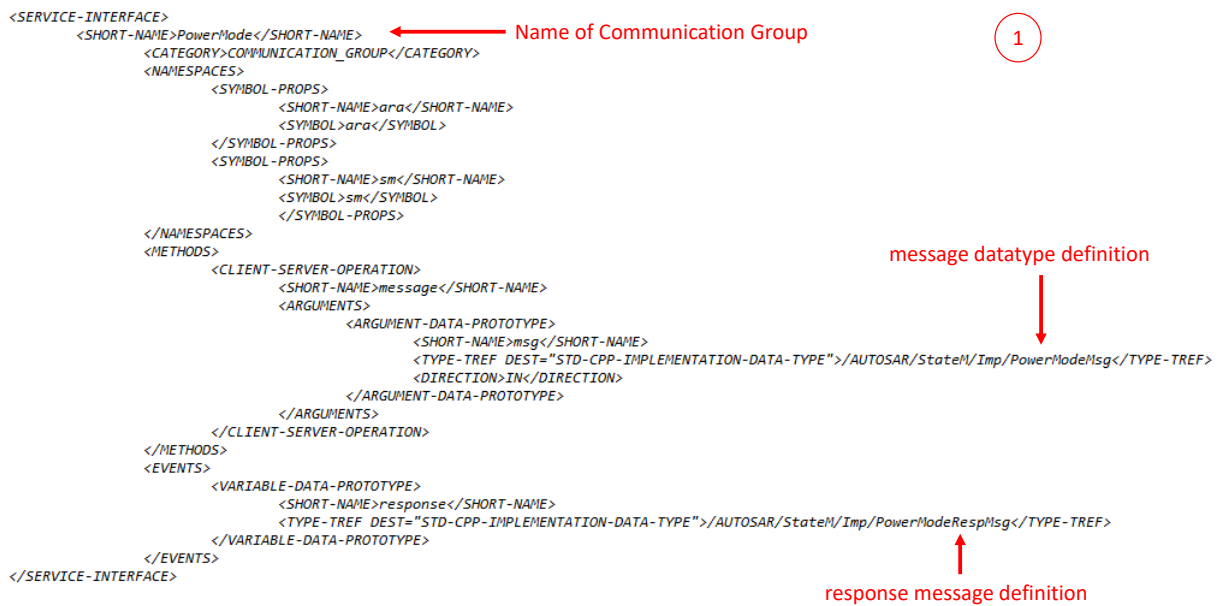 <SERVICE-INTERFACE>
<SHORT-NAME>PowerMode</SHORT-NAME> Name of Communication Group 1
<CATEGORY>COMMUNICATION_GROUP</CATEGORY>
<NAMESPACES>
<SYMBOL-PROPS>
<SHORT-NAME>ara</SHORT-NAME>
<SYMBOL>ara</SYMBOL>
</SYMBOL-PROPS>
<SYMBOL-PROPS>
<SHORT-NAME>sm</SHORT-NAME>
<SYMBOL>sm</SYMBOL>
</SYMBOL-PROPS>
</NAMESPACES>
<METHODS>
message datatype definition
<CLIENT-SERVER-OPERATION>
<SHORT-NAME>message</SHORT-NAME>
<ARGUMENTS>
<ARGUMENT-DATA-PROTOTYPE>
<SHORT-NAME>msg</SHORT-NAME>
<TYPE-TREF DEST="STD-CPP-IMPLEMENTATION-DATA-TYPE">/AUTOSAR/StateM/Imp/PowerModeMsg</TYPE-TREF>
<DIRECTION>IN</DIRECTION>
</ARGUMENT-DATA-PROTOTYPE>
</ARGUMENTS>
</CLIENT-SERVER-OPERATION>
</METHODS>
<EVENTS>
<VARIABLE-DATA-PROTOTYPE>
<SHORT-NAME>response</SHORT-NAME>
<TYPE-TREF DEST="STD-CPP-IMPLEMENTATION-DATA-TYPE">/AUTOSAR/StateM/Imp/PowerModeRespMsg</TYPE-TREF>
</VARIABLE-DATA-PROTOTYPE>
</EVENTS>
</SERVICE-INTERFACE>
response message definition